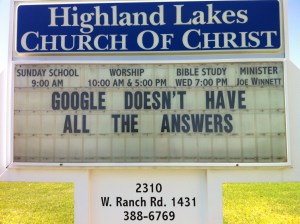 Highland Lakes
CHURCH OF CHRIST
SUNDAY SCHOOL WORSHIP BIBLE STUDY MINISTER
9:00 AM 10:00 AM & 5:00 PM WED 7:00 PM JOE WINNETT
GOOGLE DOESN'T HAVE
ALL THE ANSWERS
2310
W. Ranch Rd. 1431
388-6769